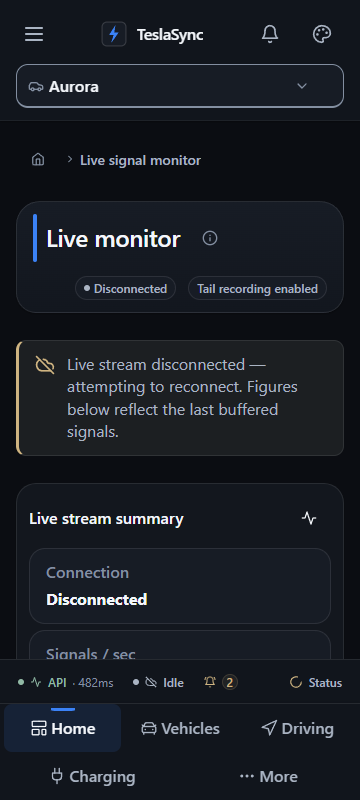 TeslaSync
Aurora
Live signal monitor
Live monitor
Disconnected
Tail recording enabled
Live stream disconnected —
attempting to reconnect. Figures
below reflect the last buffered
signals.
Live stream summary
Connection
Disconnected
Signals / sec
API · 482ms
Idle
2
Status
Home
Vehicles
Driving
Charging
More